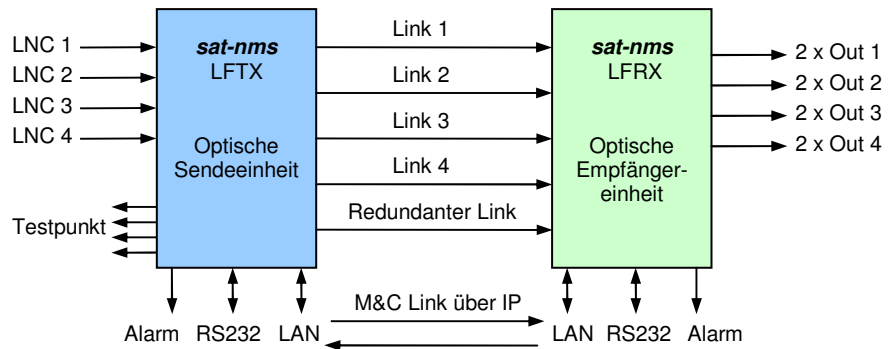 LNC 1
LNC 2
LNC 3
LNC 4
Testpunkt
sat-nms
LFTX
Optische
Sendeeinheit
Link 1
Link 2
Link 3
Link 4
Redundanter Link
sat-nms
LFRX
Optische
Empfänger-
einheit
2 x Out 1
2 x Out 2
2 x Out 3
2 x Out 4
M&C Link über IP
Alarm
RS232
LAN
LAN
RS232
Alarm